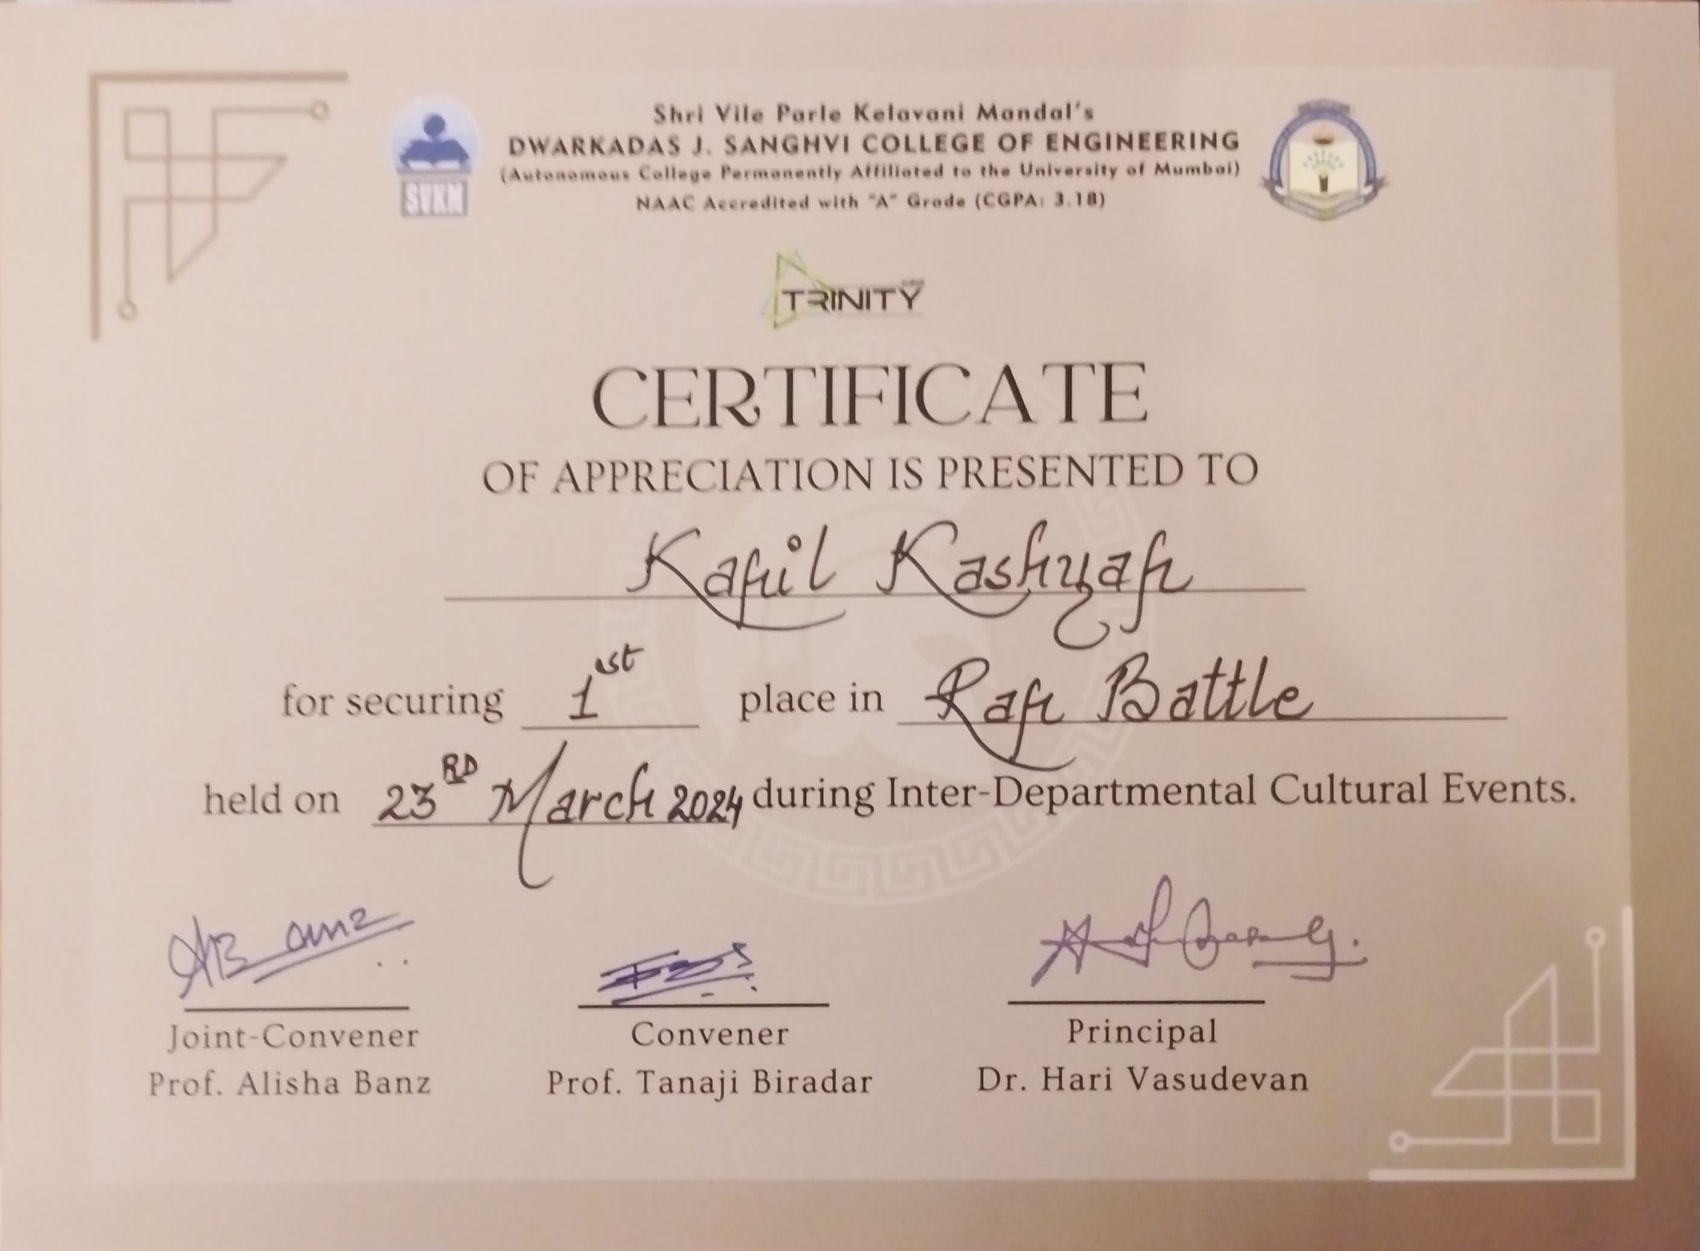 Shri Vile Parle Kelavani Mandal's
DWARKADAS J. SANGHVI COLLEGE OF ENGINEERING
(Autonomous College Permanently Affiliated to the University of Mumbai)
NAAC Accredited with "A" Grade (CGPA: 3.18)
SVKM
TRINITY
CERTIFICATE
OF APPRECIATION IS PRESENTED TO
Kapil Kashyap
for securing 1st place in Rap Battle
held on 23RD March 2024 during Inter-Departmental Cultural Events.
Joint-Convener
Prof. Alisha Banz
Convener
Prof. Tanaji Biradar
Principal
Dr. Hari Vasudevan